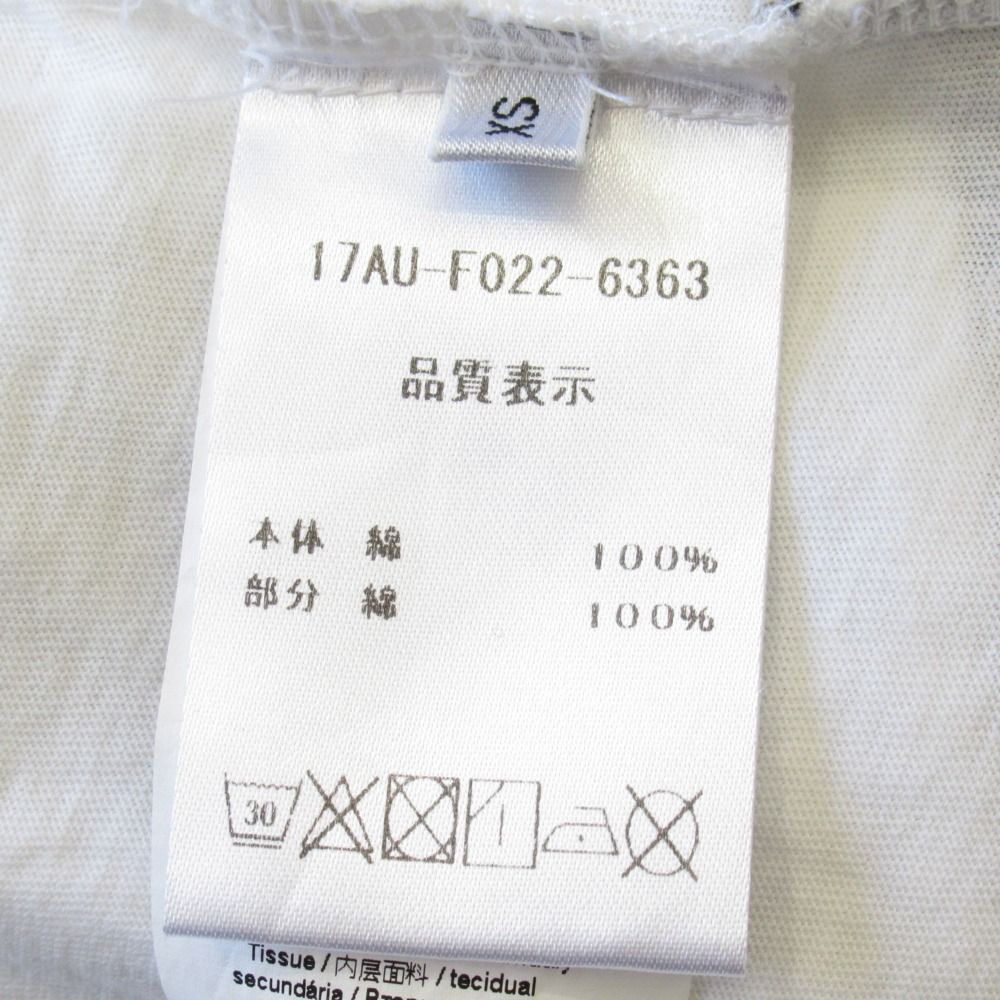 XS
17AU-F022-6363
品質表示
本体 綿 100%
部分 綿 100%
30
Tissue / 内层面料 / tecidual
secundária /